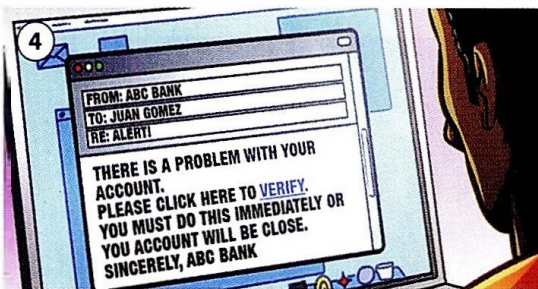 4
FROM: ABC BANK
TO: JUAN GOMEZ
RE: ALERT!
THERE IS A PROBLEM WITH YOUR
ACCOUNT.
PLEASE CLICK HERE TO VERIFY.
YOU MUST DO THIS IMMEDIATELY OR
YOU ACCOUNT WILL BE CLOSE.
SINCERELY, ABC BANK